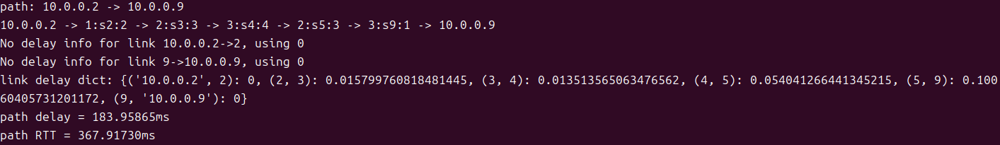 path: 10.0.0.2 -> 10.0.0.9
10.0.0.2 -> 1:s2:2 -> 2:s3:3 -> 3:s4:4 -> 2:s5:3 -> 3:s9:1 -> 10.0.0.9
No delay info for link 10.0.0.2->2, using 0
No delay info for link 9->10.0.0.9, using 0
link delay dict: {('10.0.0.2', 2): 0, (2, 3): 0.015799760818481445, (3, 4): 0.013513565063476562, (4, 5): 0.054041266441345215, (5, 9): 0.100
60405731201172, (9, '10.0.0.9'): 0}
path delay = 183.95865ms
path RTT = 367.91730ms